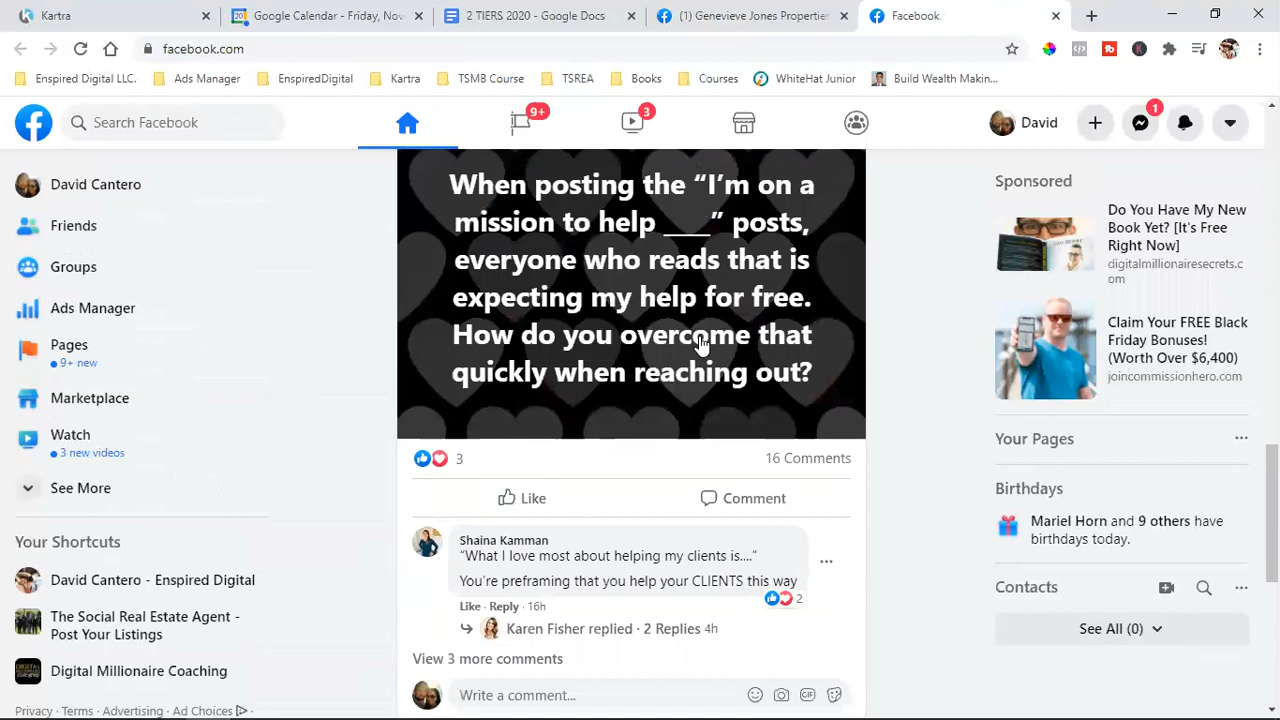 Kartra
Google Calendar - Friday, Nov
2 TIERS 2020 - Google Docs
(1) Genevieve Jones Propertier
Facebook
facebook.com
Enspired Digital LLC.
Ads Manager
EnspiredDigital
Kartra
TSMB Course
TSREA
Books
Courses
WhiteHat Junior
Build Wealth Makin...
Search Facebook
9+
3
David
1
David Cantero
Friends
Groups
Ads Manager
Pages
9+ new
Marketplace
Watch
3 new videos
See More
Your Shortcuts
David Cantero - Enspired Digital
The Social Real Estate Agent -
Post Your Listings
Digital Millionaire Coaching
Privacy · Terms · Advertising · Ad Choices ·
When posting the “I’m on a
mission to help ____” posts,
everyone who reads that is
expecting my help for free.
How do you overcome that
quickly when reaching out?
3
16 Comments
Like
Comment
Shaina Kamman
“What I love most about helping my clients is....”
You’re preframing that you help your CLIENTS this way
2
Like · Reply · 16h
Karen Fisher replied · 2 Replies 4h
View 3 more comments
Write a comment...
GIF
Sponsored
Do You Have My New
Book Yet? [It's Free
Right Now]
digitalmillionairesecrets.c
om
Claim Your FREE Black
Friday Bonuses!
(Worth Over $6,400)
joincommissionhero.com
Your Pages
Birthdays
Mariel Horn and 9 others have
birthdays today.
Contacts
See All (0)